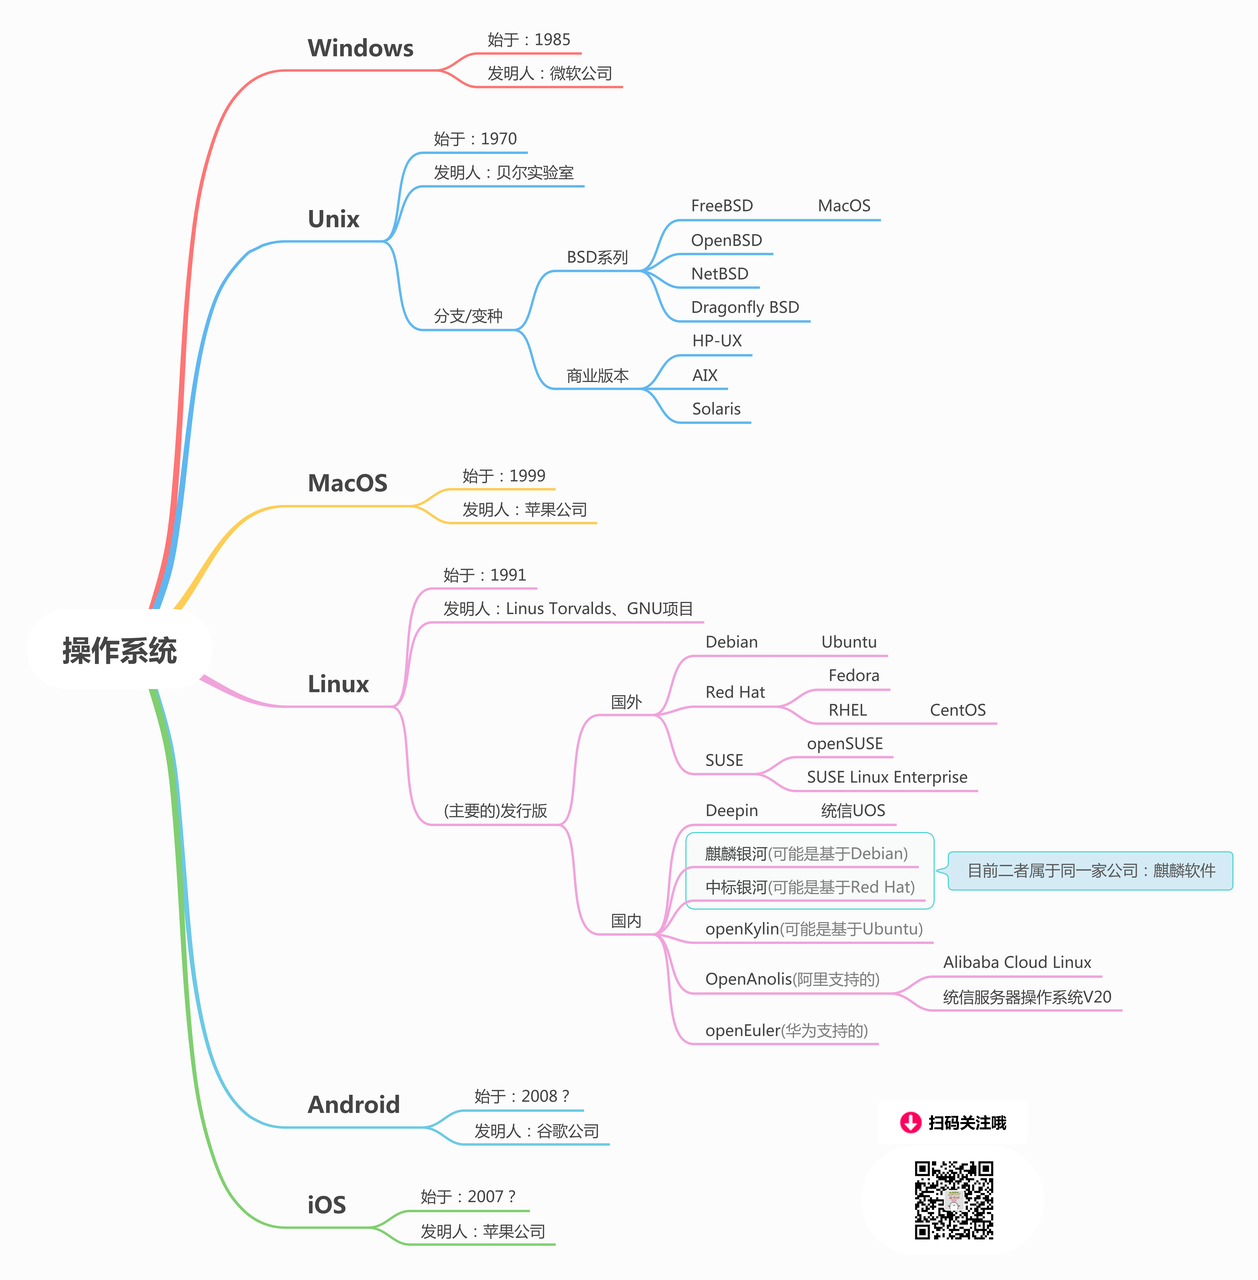 Windows
始于：1985
发明人：微软公司
Unix
始于：1970
发明人：贝尔实验室
分支/变种
BSD系列
FreeBSD
MacOS
OpenBSD
NetBSD
Dragonfly BSD
商业版本
HP-UX
AIX
Solaris
MacOS
始于：1999
发明人：苹果公司
操作系统
Linux
始于：1991
发明人：Linus Torvalds、GNU项目
(主要的)发行版
国外
Debian
Ubuntu
Red Hat
Fedora
RHEL
CentOS
SUSE
openSUSE
SUSE Linux Enterprise
国内
Deepin
统信UOS
麒麟银河(可能是基于Debian)
中标银河(可能是基于Red Hat)
目前二者属于同一家公司：麒麟软件
openKylin(可能是基于Ubuntu)
OpenAnolis(阿里支持的)
Alibaba Cloud Linux
统信服务器操作系统V20
openEuler(华为支持的)
Android
始于：2008？
发明人：谷歌公司
iOS
始于：2007？
发明人：苹果公司
扫码关注哦